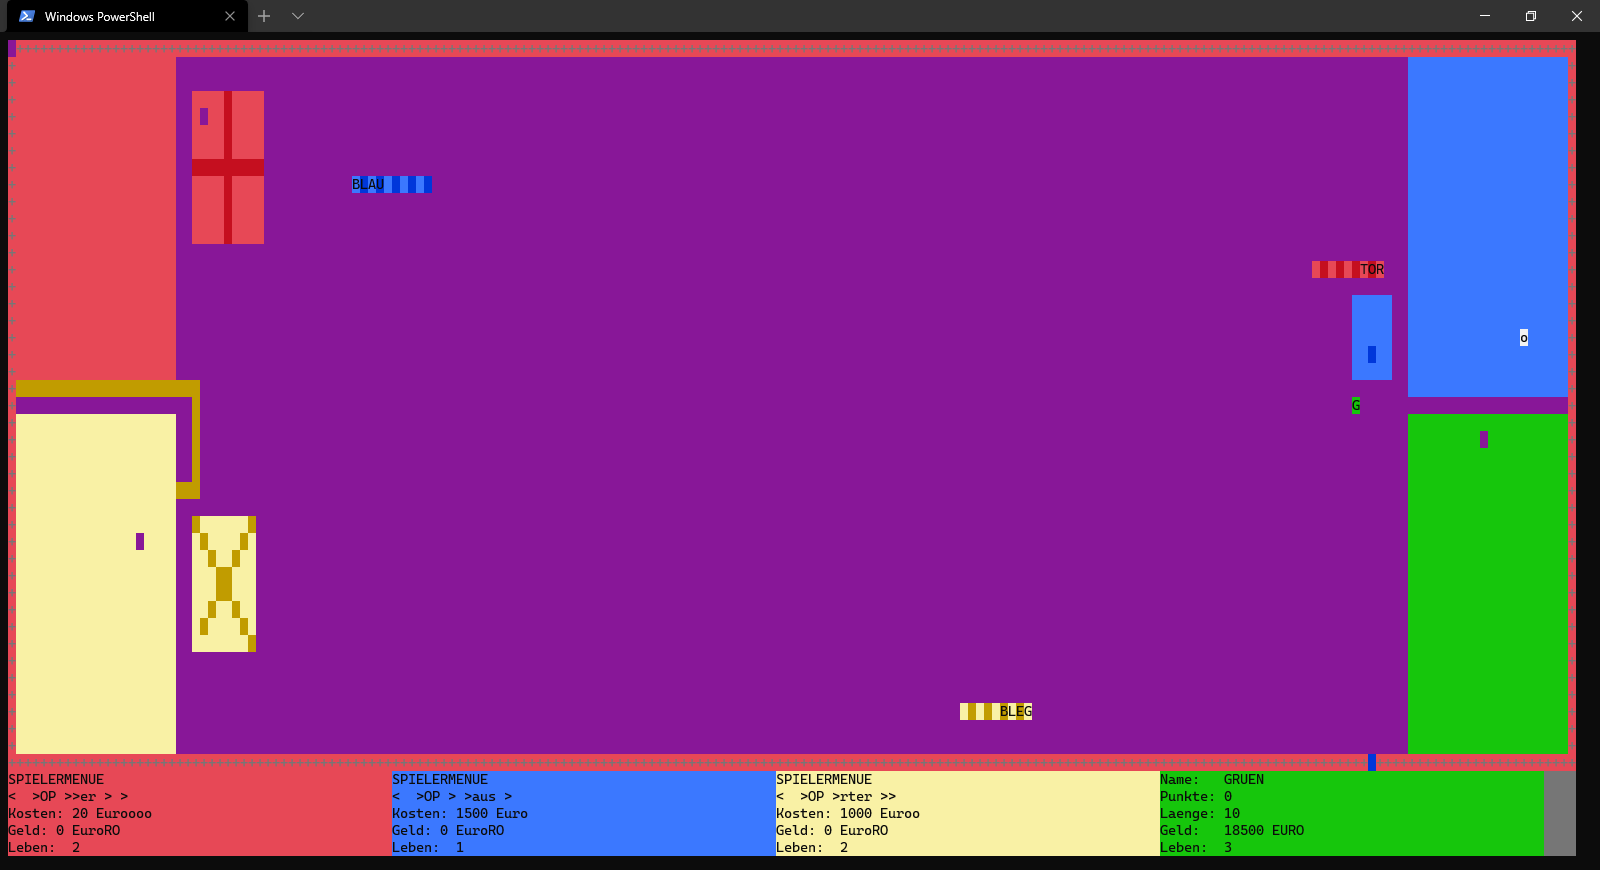 Windows PowerShell
BLAU
TOR
o
G
BLEG
SPIELERMENUE
<  >OP >>er > >
Kosten: 20 Euroooo
Geld: 0 EuroRO
Leben:  2
SPIELERMENUE
<  >OP > >aus >
Kosten: 1500 Euro
Geld: 0 EuroRO
Leben:  1
SPIELERMENUE
<  >OP >rter >>
Kosten: 1000 Euroo
Geld: 0 EuroRO
Leben:  2
Name:   GRUEN
Punkte: 0
Laenge: 10
Geld:   18500 EURO
Leben:  3